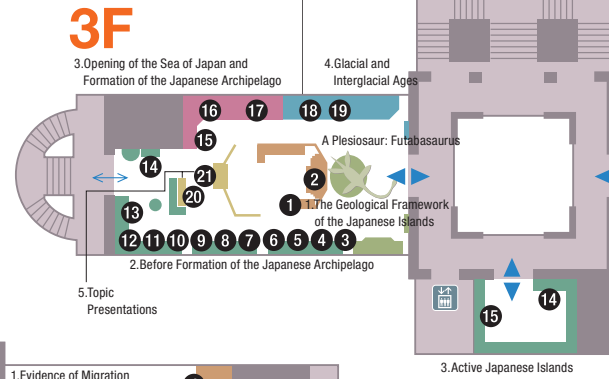 3F
3.Opening of the Sea of Japan and
Formation of the Japanese Archipelago
4.Glacial and
Interglacial Ages
16 17 18 19
15
A Plesiosaur: Futabasaurus
14
21
2
20
13
1
1.The Geological Framework
of the Japanese Islands
12 11 10 9 8 7 6 5 4 3
2.Before Formation of the Japanese Archipelago
5.Topic
Presentations
14
15
3.Active Japanese Islands
1.Evidence of Migration